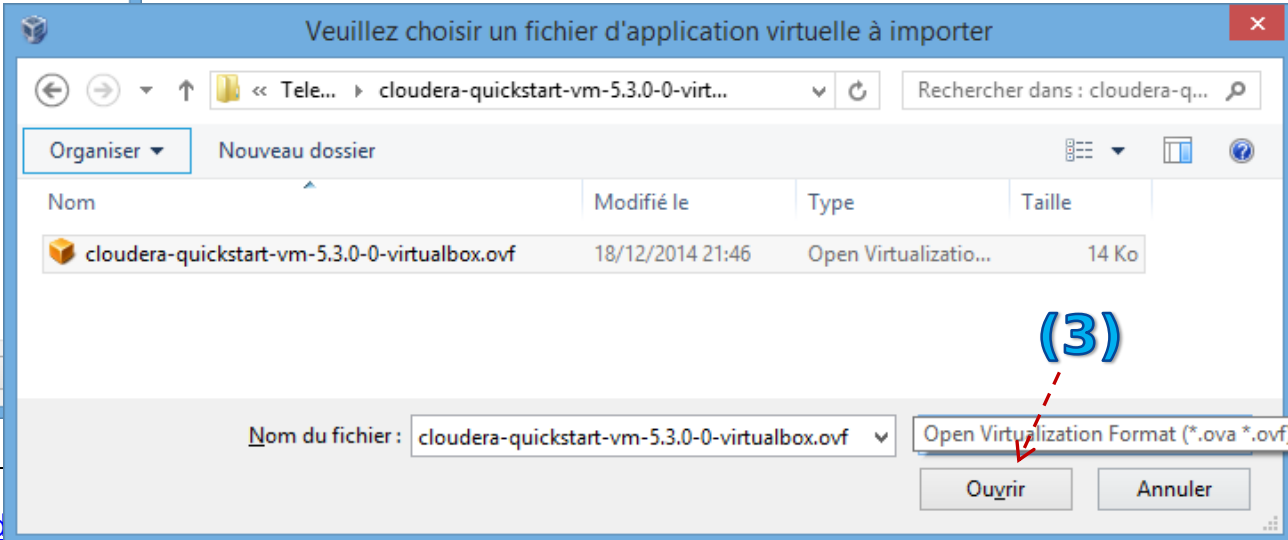 Veuillez choisir un fichier d'application virtuelle à importer
« Tele... cloudera-quickstart-vm-5.3.0-0-virt... Rechercher dans : cloudera-q...
Organiser Nouveau dossier
Nom Modifié le Type Taille
cloudera-quickstart-vm-5.3.0-0-virtualbox.ovf 18/12/2014 21:46 Open Virtualizatio... 14 Ko
(3)
Nom du fichier : cloudera-quickstart-vm-5.3.0-0-virtualbox.ovf Open Virtualization Format (*.ova *.ovf
Ouvrir Annuler